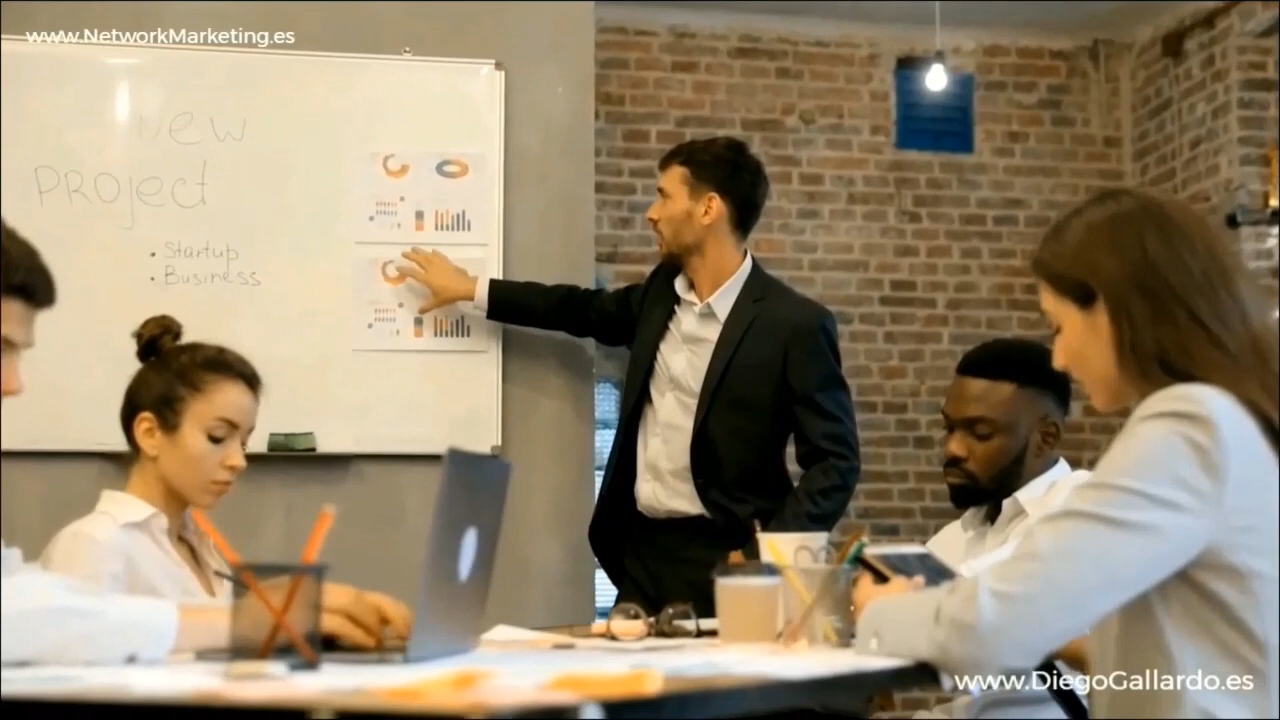 www.NetworkMarketing.es
New
PROJect
• Startup
• Business
www.DiegoGallardo.es